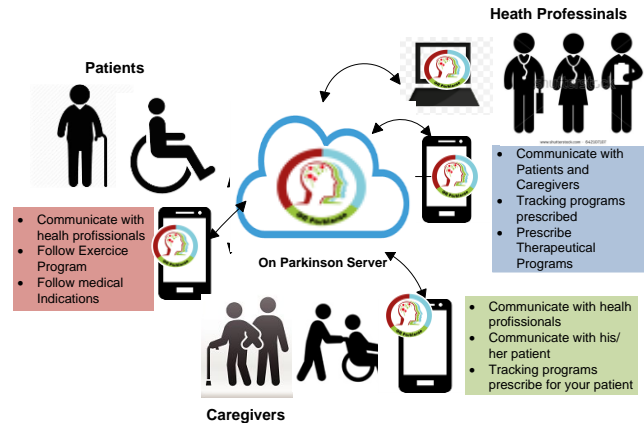 Heath Professinals
Patients
• Communicate with
Patients and
Caregivers
• Tracking programs
prescribed
• Prescribe
Therapeutical
Programs
• Communicate with
healh profissionals
• Follow Exercice
Program
• Follow medical
Indications
On Parkinson Server
• Communicate with healh
profissionals
• Communicate with his/
her patient
• Tracking programs
prescribe for your patient
Caregivers